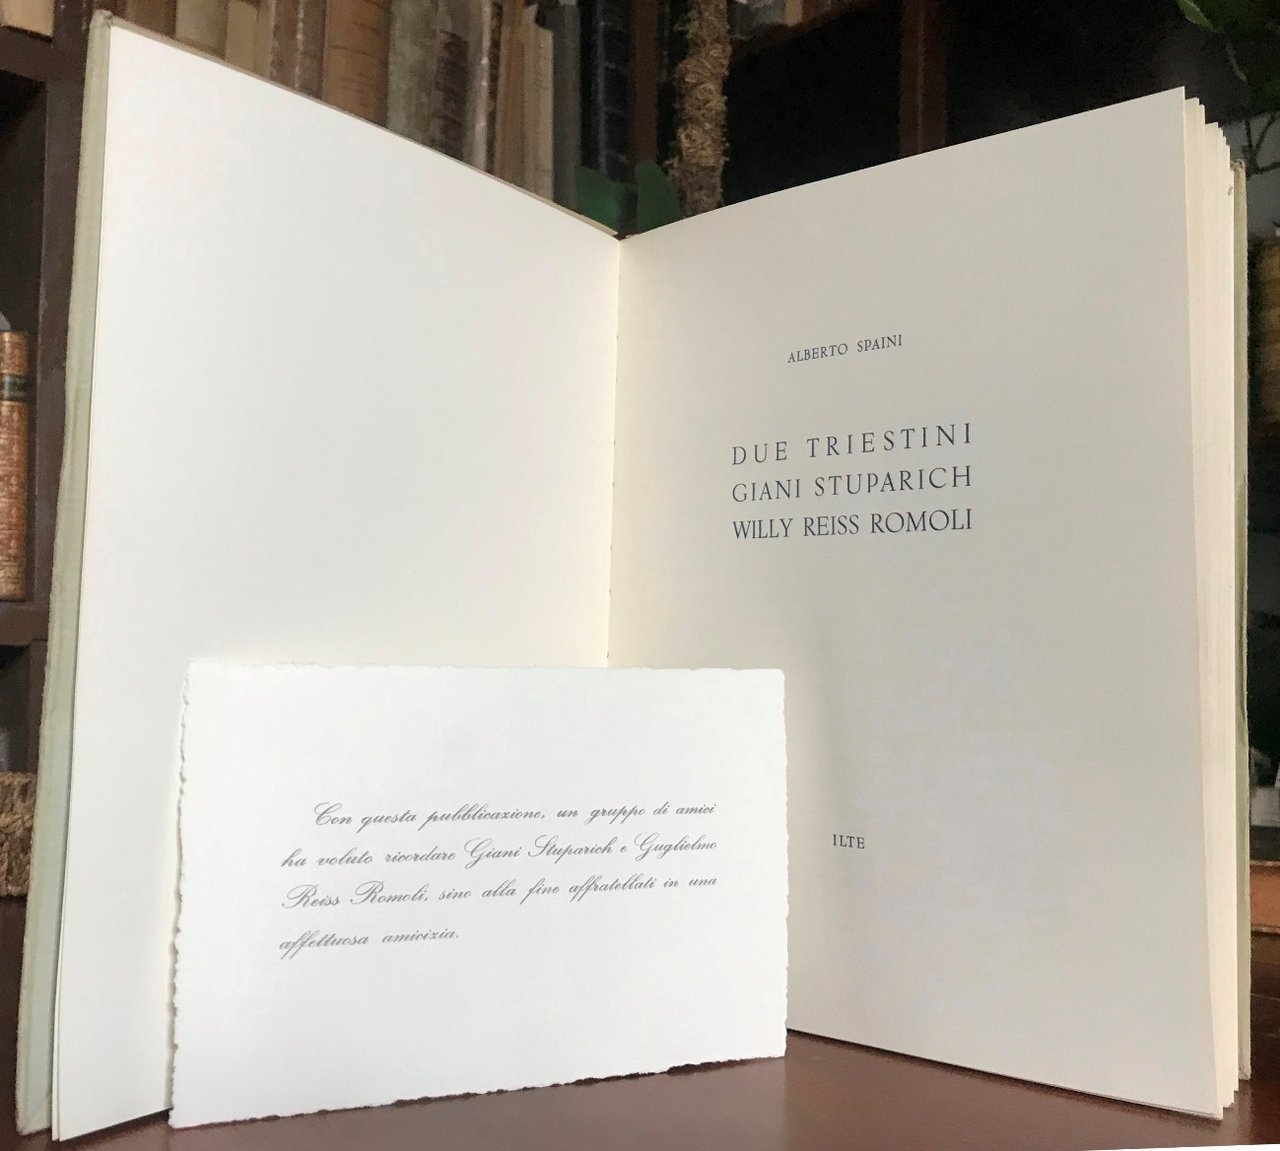 ALBERTO SPAINI
DUE TRIESTINI
GIANI STUPARICH
WILLY REISS ROMOLI
ILTE
Con questa pubblicazione, un gruppo di amici
ha voluto ricordare Giani Stuparich e Guglielmo
Reiss Romoli, sino alla fine affratellati in una
affettuosa amicizia.